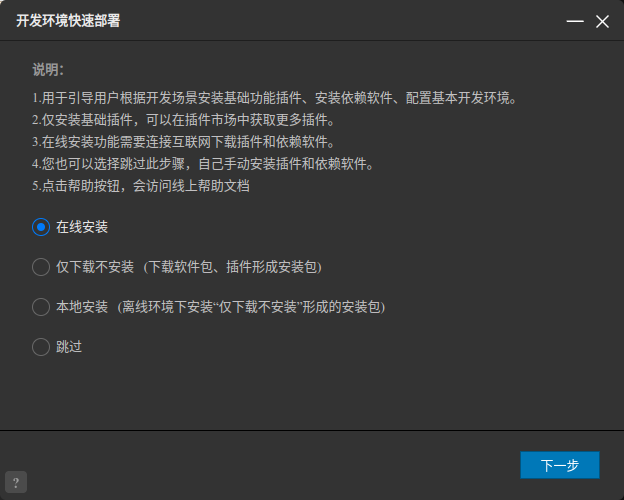 开发环境快速部署
说明：
1.用于引导用户根据开发场景安装基础功能插件、安装依赖软件、配置基本开发环境。
2.仅安装基础插件，可以在插件市场中获取更多插件。
3.在线安装功能需要连接互联网下载插件和依赖软件。
4.您也可以选择跳过此步骤，自己手动安装插件和依赖软件。
5.点击帮助按钮，会访问线上帮助文档
在线安装
仅下载不安装 (下载软件包、插件形成安装包)
本地安装 (离线环境下安装“仅下载不安装”形成的安装包)
跳过
下一步
?